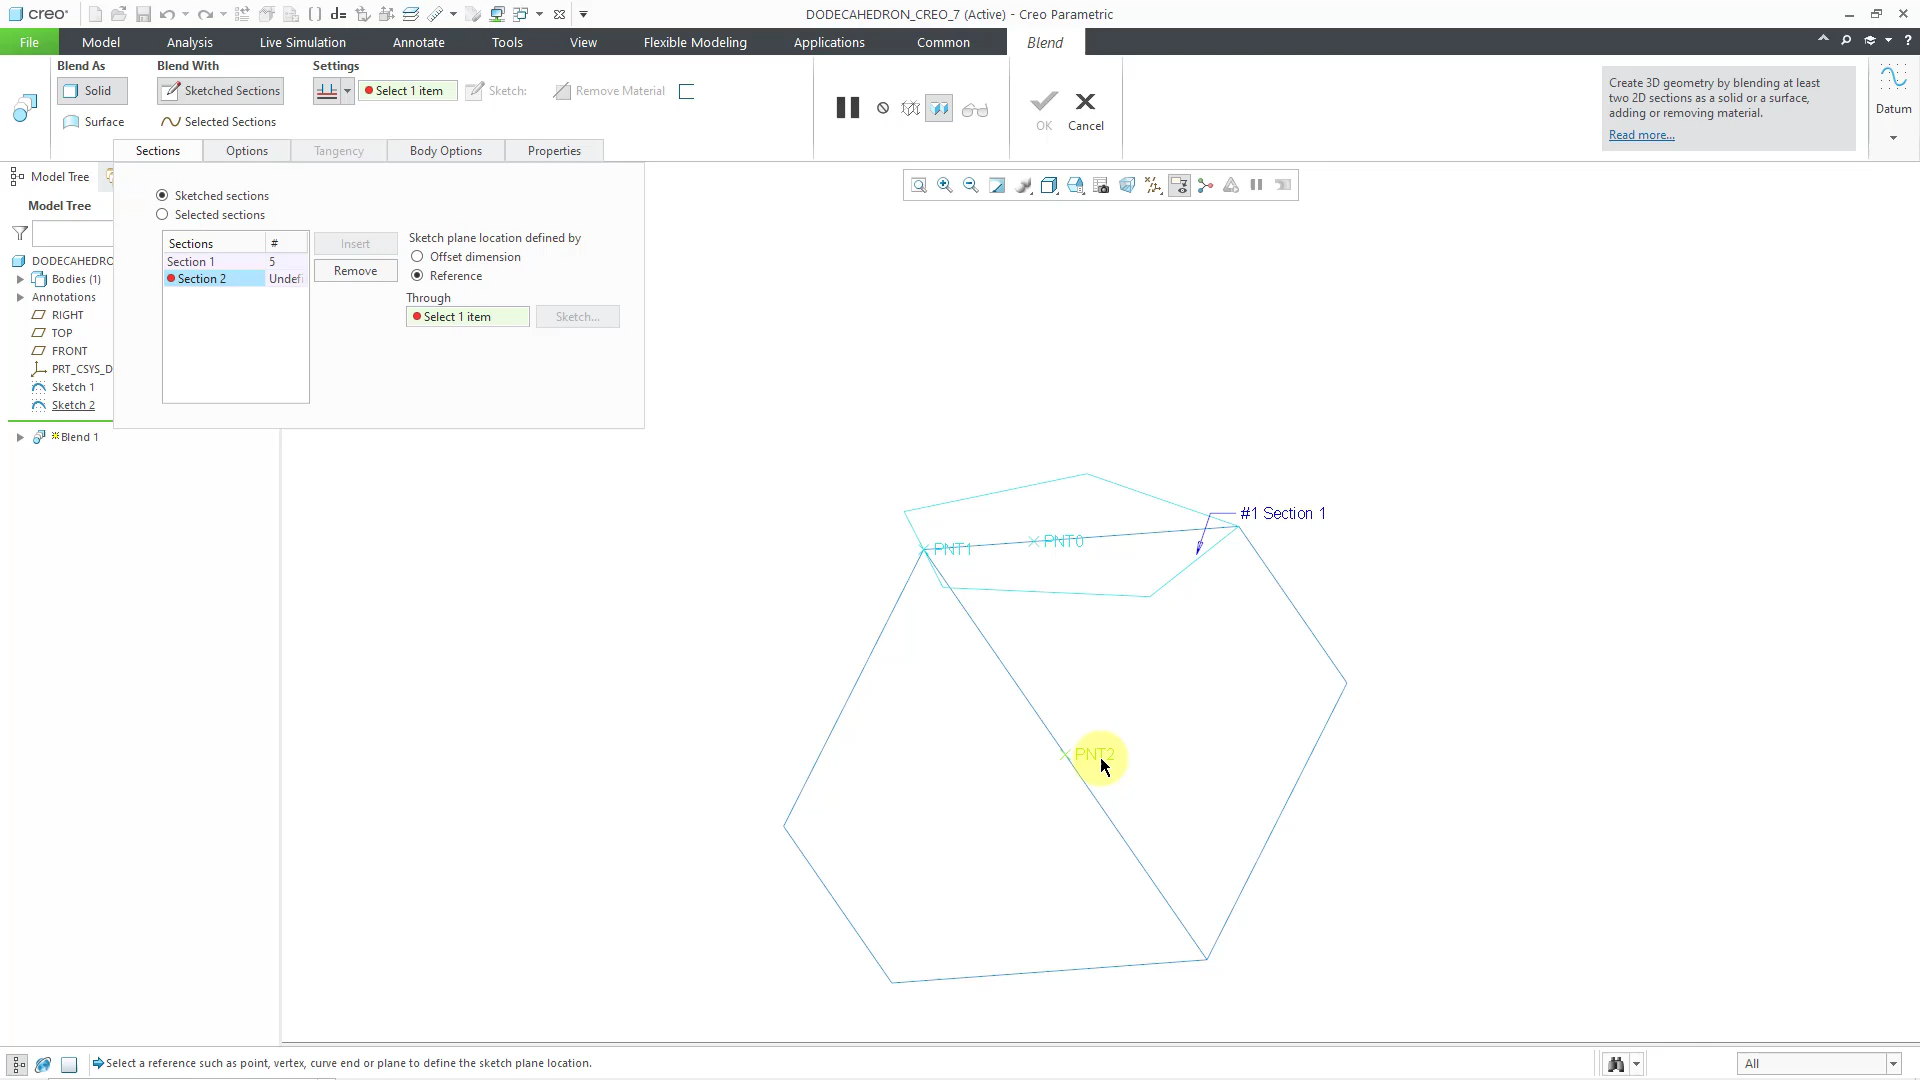 creo
DODECAHEDRON_CREO_7 (Active) - Creo Parametric
File Model Analysis Live Simulation Annotate Tools View Flexible Modeling Applications Common Blend
Blend As Blend With Settings
Solid Sketched Sections Select 1 item Sketch: Remove Material
Surface Selected Sections
OK Cancel
Create 3D geometry by blending at least
two 2D sections as a solid or a surface,
adding or removing material.
Read more...
Datum
Sections Options Tangency Body Options Properties
Model Tree
Model Tree
DODECAHEDRO
Bodies (1)
Annotations
RIGHT
TOP
FRONT
PRT_CSYS_D
Sketch 1
Sketch 2
Blend 1
Sketched sections
Selected sections
Sections #
Section 1 5
Section 2 Undefi
Insert
Remove
Sketch plane location defined by
Offset dimension
Reference
Through
Select 1 item Sketch...
#1 Section 1
PNT1 PNT0
PNT2
Select a reference such as point, vertex, curve end or plane to define the sketch plane location.
All